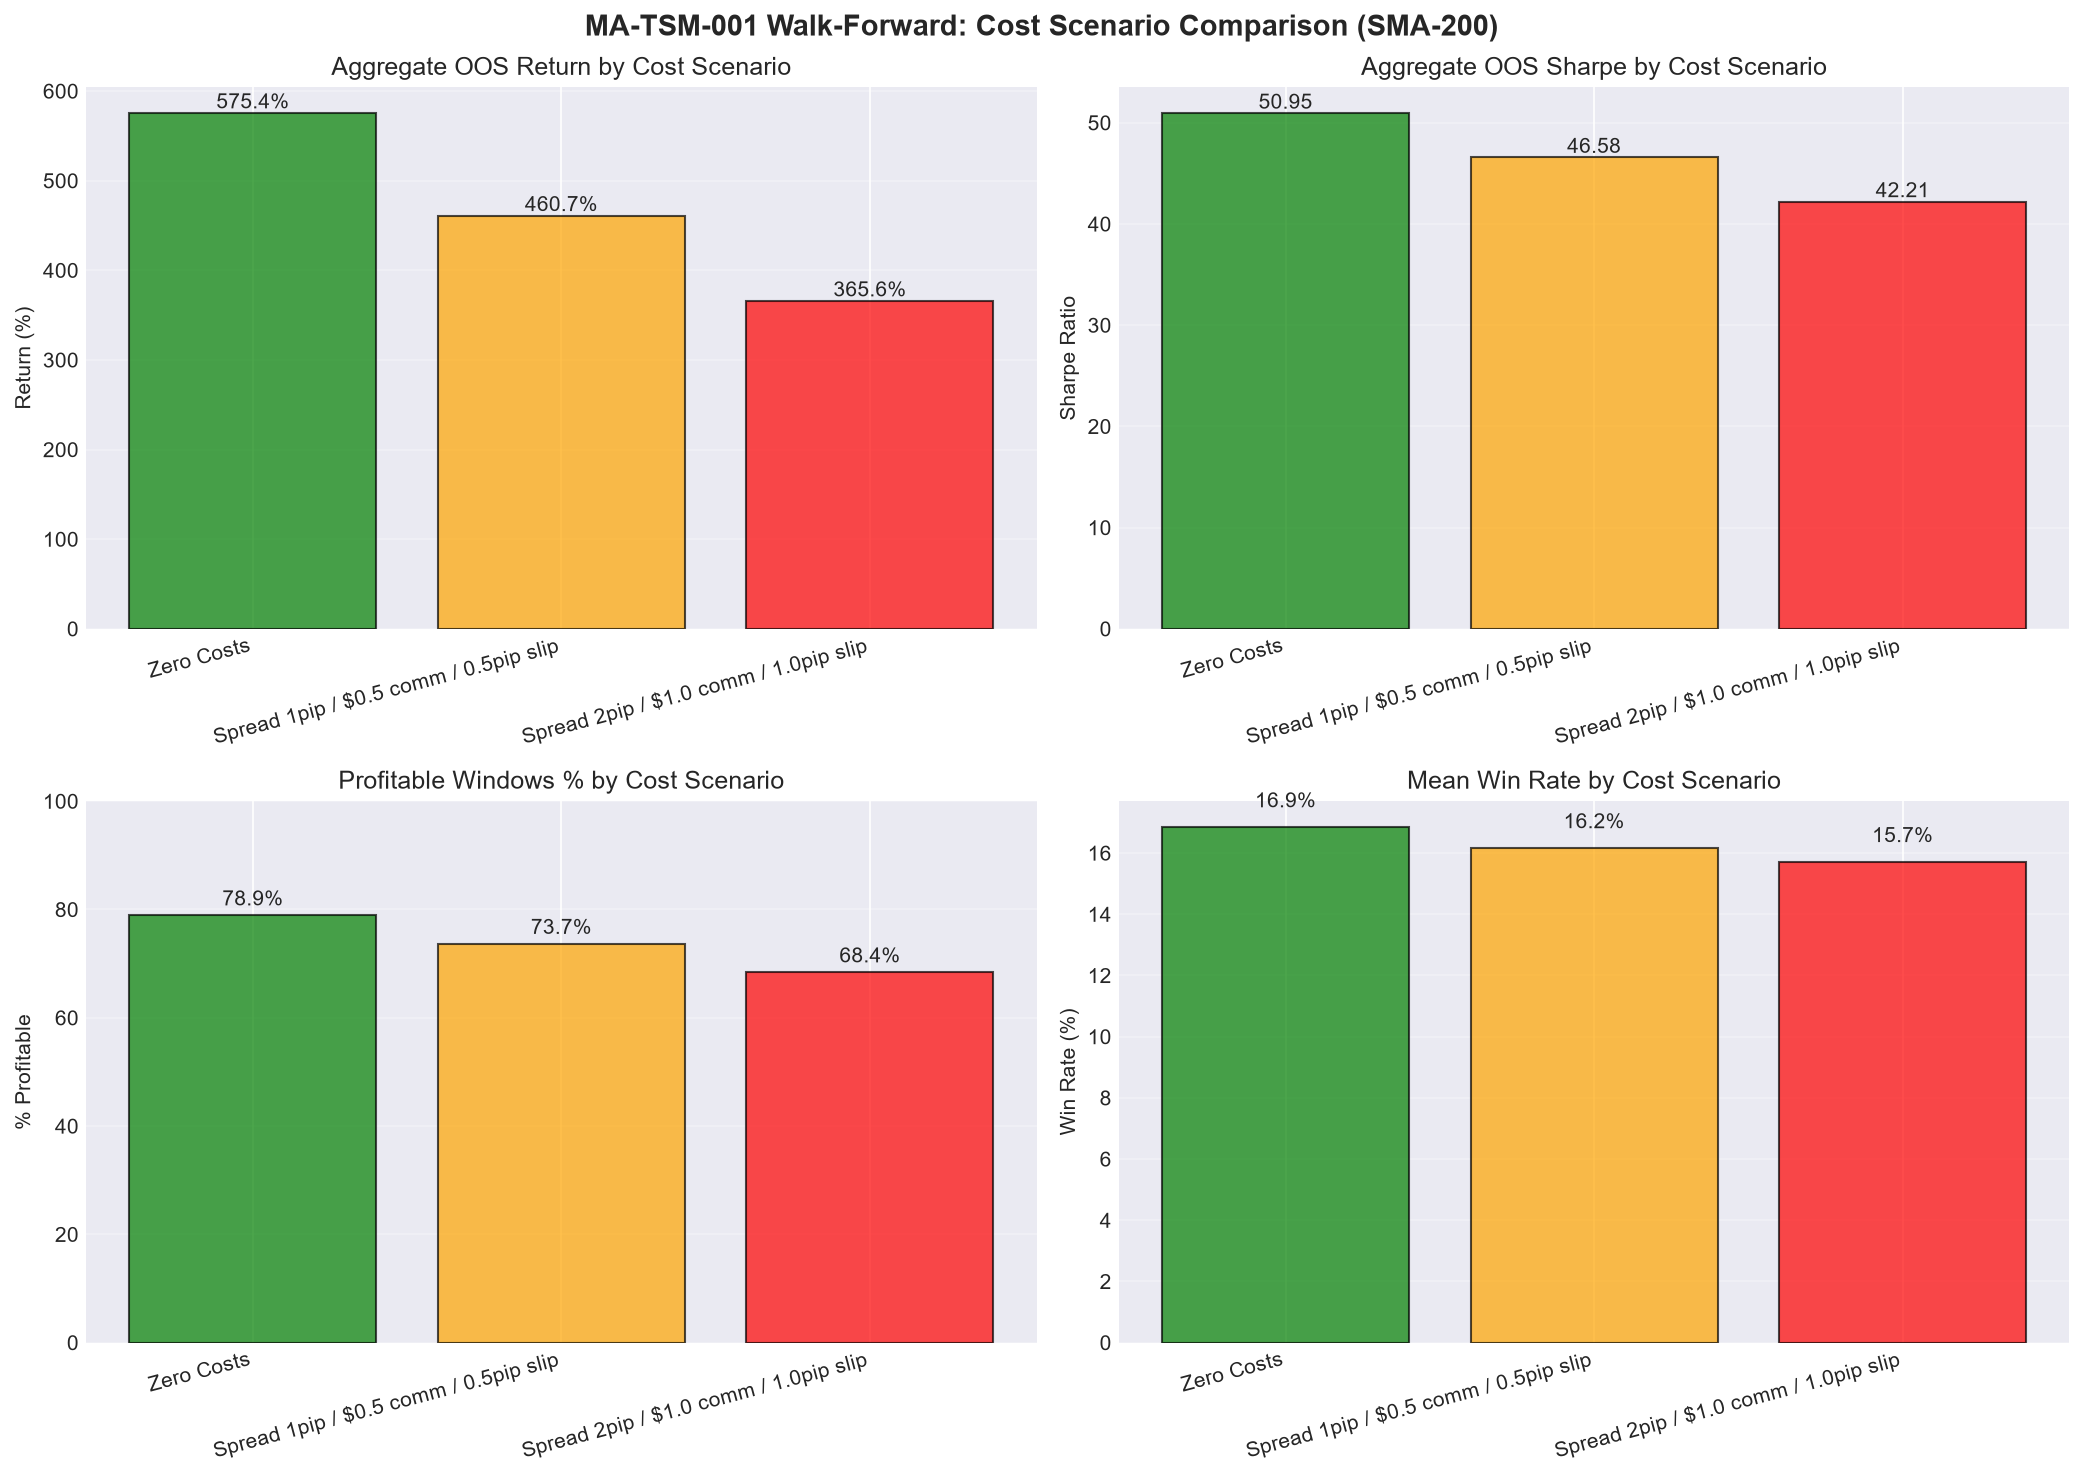 MA-TSM-001 Walk-Forward: Cost Scenario Comparison (SMA-200)
Aggregate OOS Return by Cost Scenario
Return (%)
600
500
400
300
200
100
0
575.4%
460.7%
365.6%
Zero Costs
Spread 1pip / $0.5 comm / 0.5pip slip
Spread 2pip / $1.0 comm / 1.0pip slip
Aggregate OOS Sharpe by Cost Scenario
Sharpe Ratio
50
40
30
20
10
0
50.95
46.58
42.21
Zero Costs
Spread 1pip / $0.5 comm / 0.5pip slip
Spread 2pip / $1.0 comm / 1.0pip slip
Profitable Windows % by Cost Scenario
% Profitable
100
80
60
40
20
0
78.9%
73.7%
68.4%
Zero Costs
Spread 1pip / $0.5 comm / 0.5pip slip
Spread 2pip / $1.0 comm / 1.0pip slip
Mean Win Rate by Cost Scenario
Win Rate (%)
16
14
12
10
8
6
4
2
0
16.9%
16.2%
15.7%
Zero Costs
Spread 1pip / $0.5 comm / 0.5pip slip
Spread 2pip / $1.0 comm / 1.0pip slip